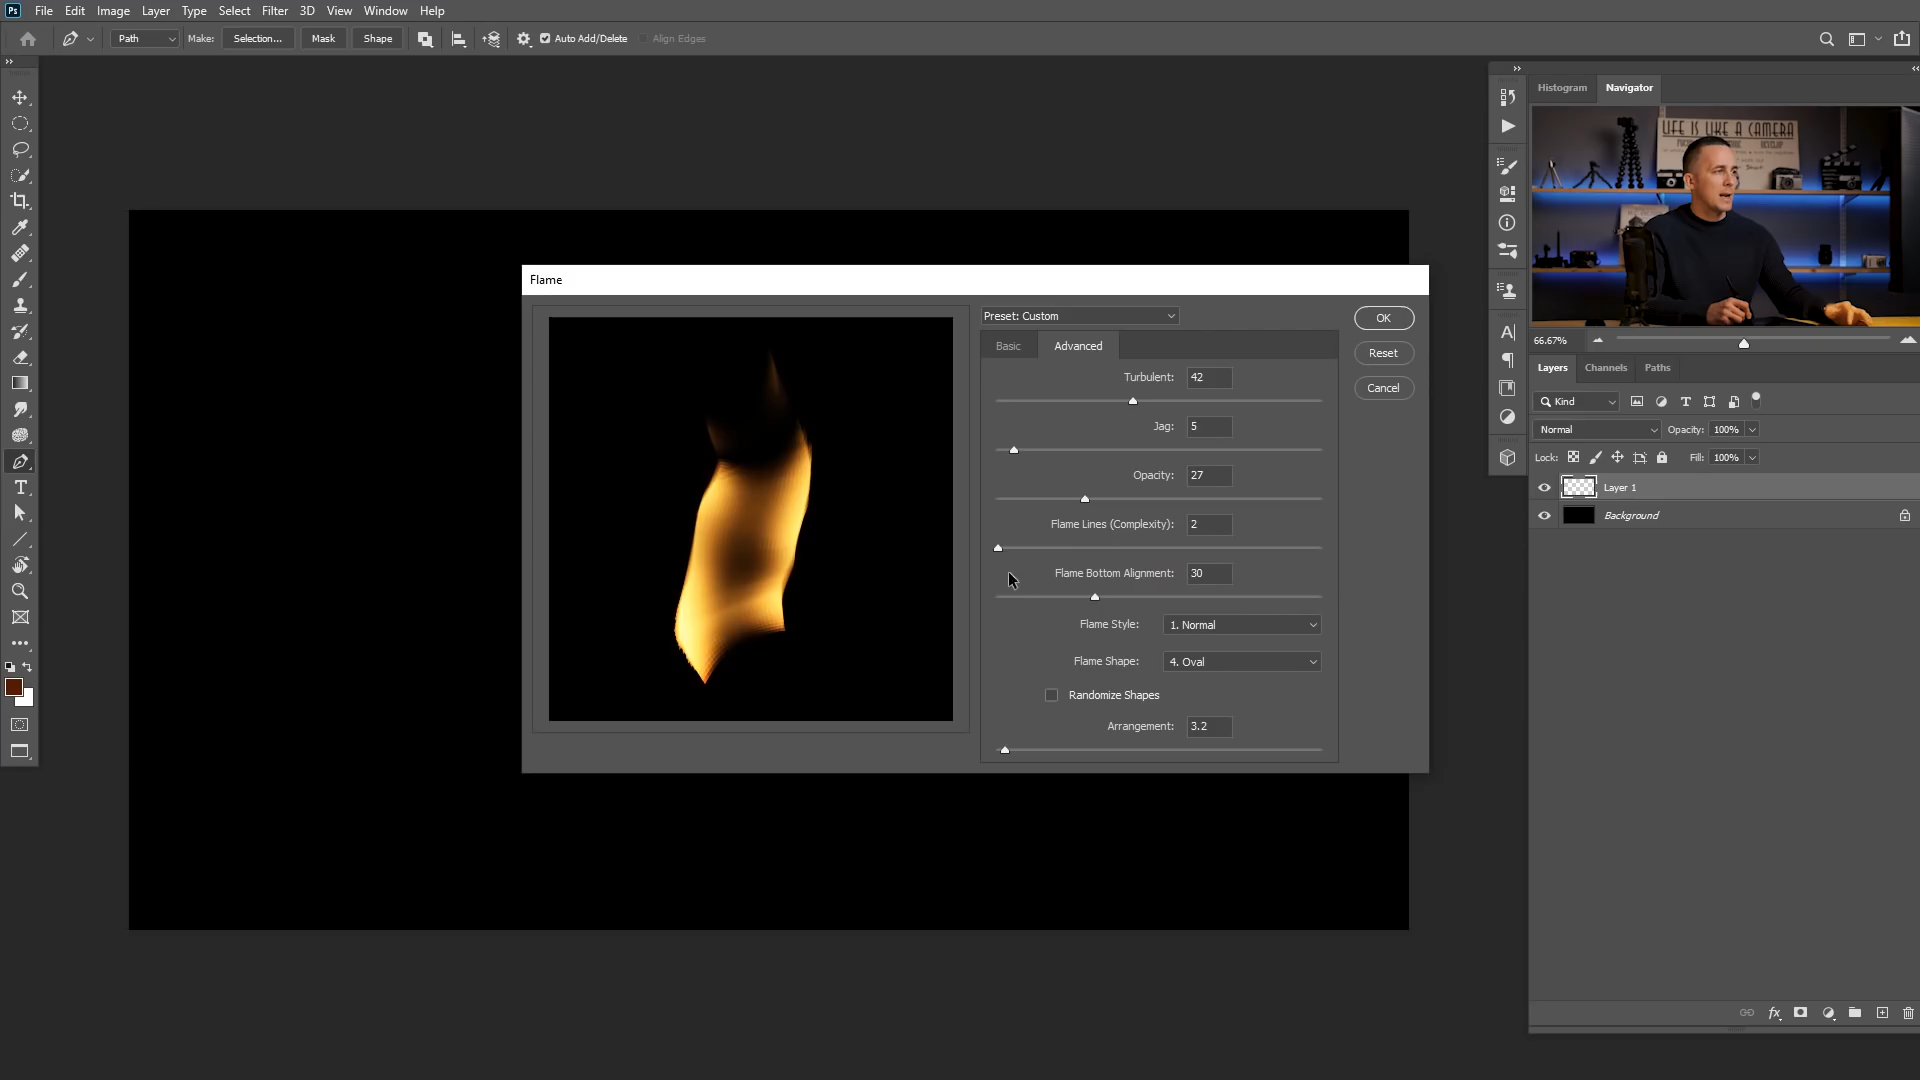 Ps File Edit Image Layer Type Select Filter 3D View Window Help
Path Make: Selection... Mask Shape Auto Add/Delete Align Edges
Histogram Navigator
LIFE IS LIKE A CAMERA
66.67%
Flame
Preset: Custom
OK
Basic Advanced
Reset
Cancel
Turbulent: 42
Jag: 5
Opacity: 27
Flame Lines (Complexity): 2
Flame Bottom Alignment: 30
Flame Style: 1. Normal
Flame Shape: 4. Oval
Randomize Shapes
Arrangement: 3.2
Layers Channels Paths
Kind
Normal Opacity: 100%
Lock: Fill: 100%
Layer 1
Background